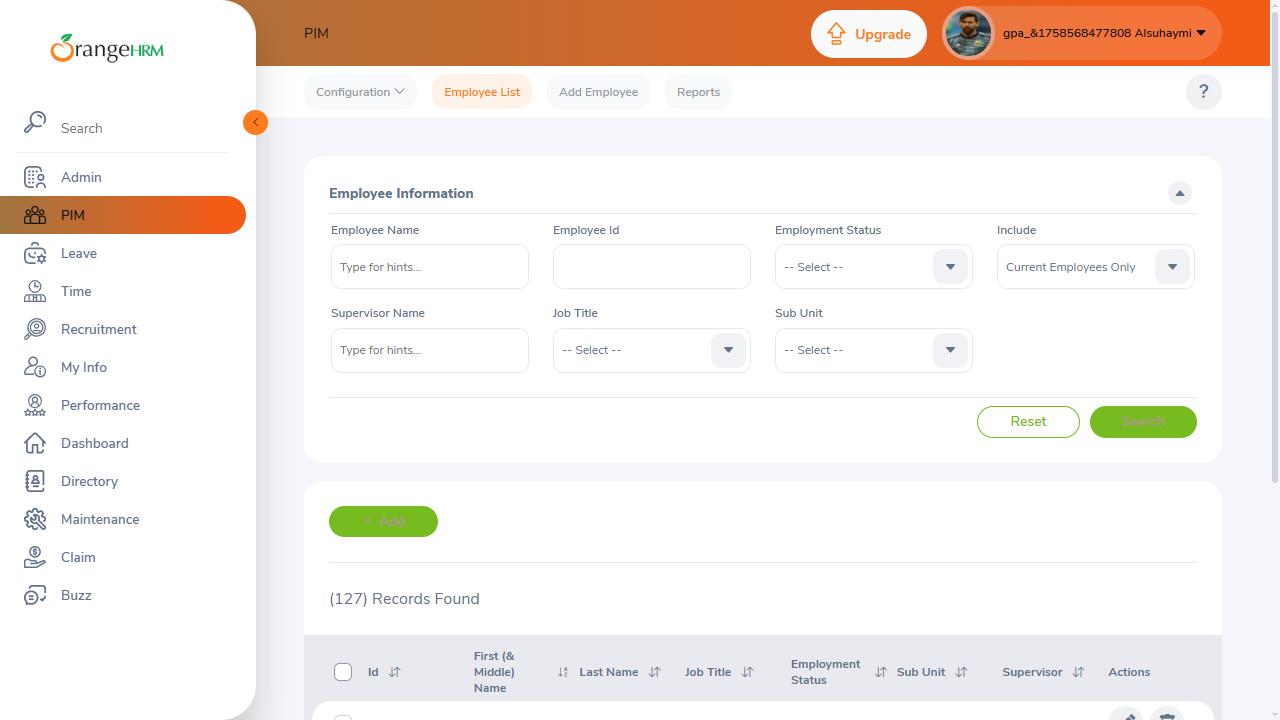 OrangeHRM
Search
Admin
PIM
Leave
Time
Recruitment
My Info
Performance
Dashboard
Directory
Maintenance
Claim
Buzz
PIM
Upgrade
gpa_&1758568477808 Alsuhaymi
Configuration
Employee List
Add Employee
Reports
?
Employee Information
Employee Name
Employee Id
Employment Status
Include
Type for hints...
-- Select --
Current Employees Only
Supervisor Name
Job Title
Sub Unit
Type for hints...
-- Select --
-- Select --
Reset
Search
+ Add
(127) Records Found
Id
First (&
Middle)
Name
Last Name
Job Title
Employment
Status
Sub Unit
Supervisor
Actions